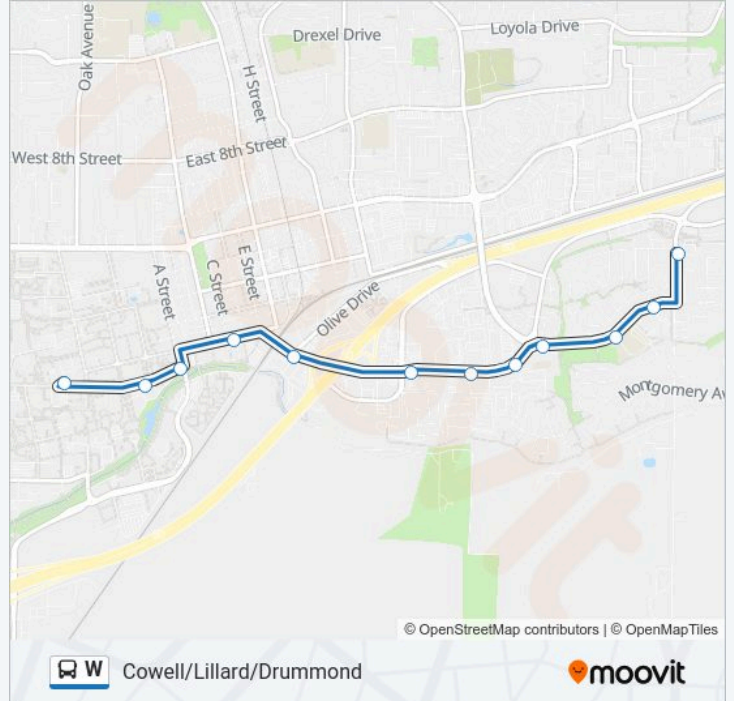 Oak Avenue
Drexel Drive
Loyola Drive
H Street
West 8th Street
East 8th Street
A Street
C Street
E Street
Olive Drive
Montgomery Av
© OpenStreetMap contributors | © OpenMapTiles
W Cowell/Lillard/Drummond
moovit